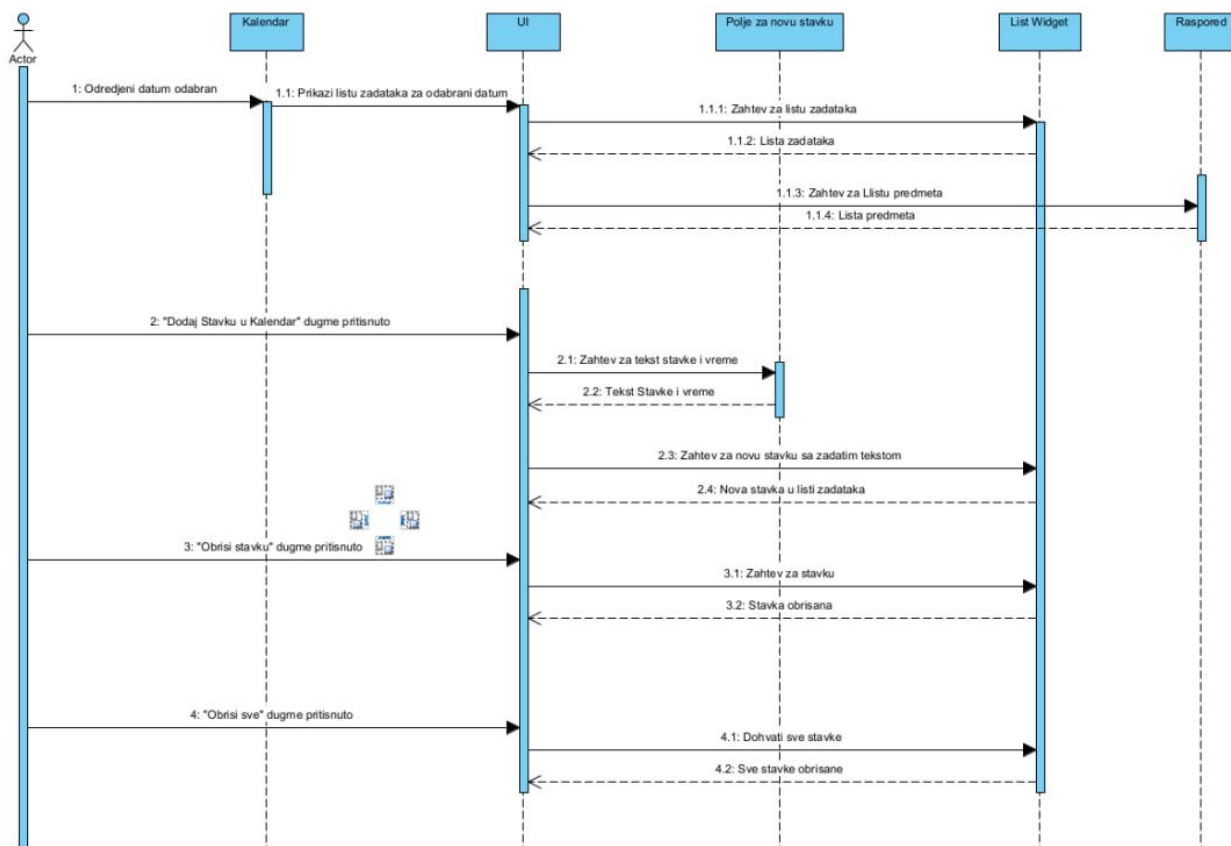 Kalendar
UI
Polje za novu stavku
List Widget
Raspored
Actor
1: Odredjeni datum odabran
1.1: Prikazi listu zadataka za odabrani datum
1.1.1: Zahtev za listu zadataka
1.1.2: Lista zadataka
1.1.3: Zahtev za Llistu predmeta
1.1.4: Lista predmeta
2: "Dodaj Stavku u Kalendar" dugme pritisnuto
2.1: Zahtev za tekst stavke i vreme
2.2: Tekst Stavke i vreme
2.3: Zahtev za novu stavku sa zadatim tekstom
2.4: Nova stavka u listi zadataka
3: "Obrisi stavku" dugme pritisnuto
3.1: Zahtev za stavku
3.2: Stavka obrisana
4: "Obrisi sve" dugme pritisnuto
4.1: Dohvati sve stavke
4.2: Sve stavke obrisane